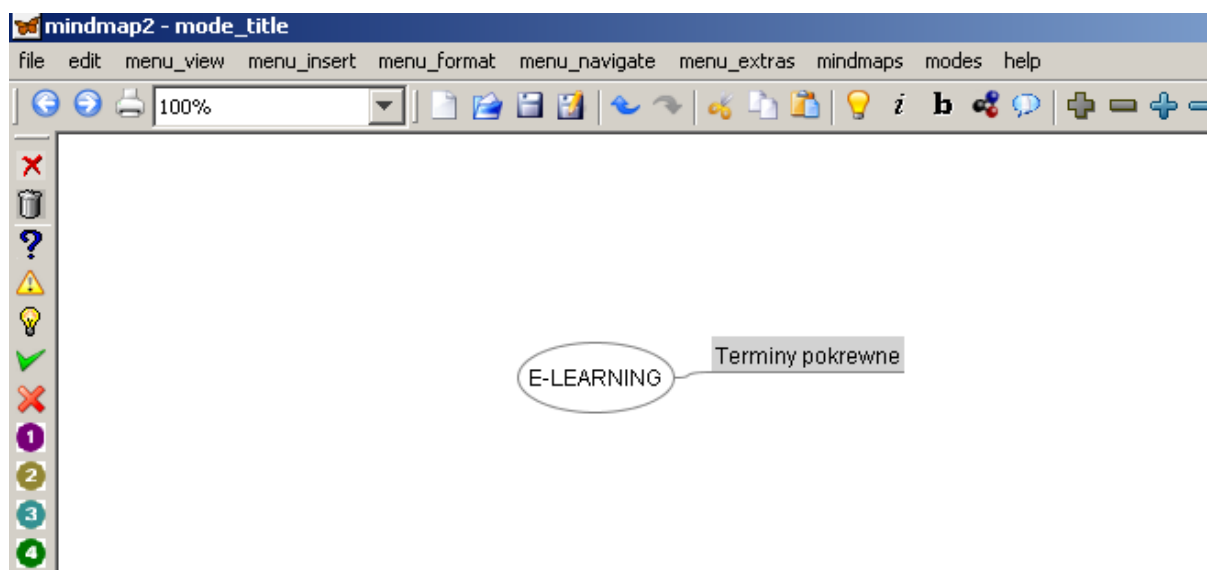 mindmap2 - mode_title
file edit menu_view menu_insert menu_format menu_navigate menu_extras mindmaps modes help
100% i b
?
Terminy pokrewne
E-LEARNING
1
2
3
4